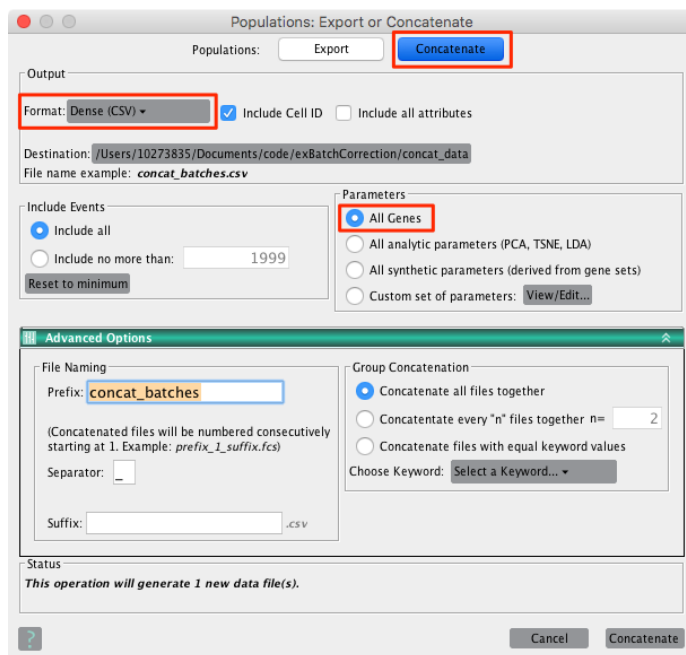 Populations: Export or Concatenate
Populations: Export Concatenate
Output
Format: Dense (CSV) Include Cell ID Include all attributes
Destination: /Users/10273835/Documents/code/exBatchCorrection/concat_data
File name example: concat_batches.csv
Include Events
Include all
Include no more than: 1999
Reset to minimum
Parameters
All Genes
All analytic parameters (PCA, TSNE, LDA)
All synthetic parameters (derived from gene sets)
Custom set of parameters: View/Edit...
Advanced Options
File Naming
Prefix: concat_batches
(Concatenated files will be numbered consecutively
starting at 1. Example: prefix_1_suffix.fcs)
Separator: _
Suffix: .csv
Group Concatenation
Concatenate all files together
Concatentate every "n" files together n= 2
Concatenate files with equal keyword values
Choose Keyword: Select a Keyword...
Status
This operation will generate 1 new data file(s).
? Cancel Concatenate